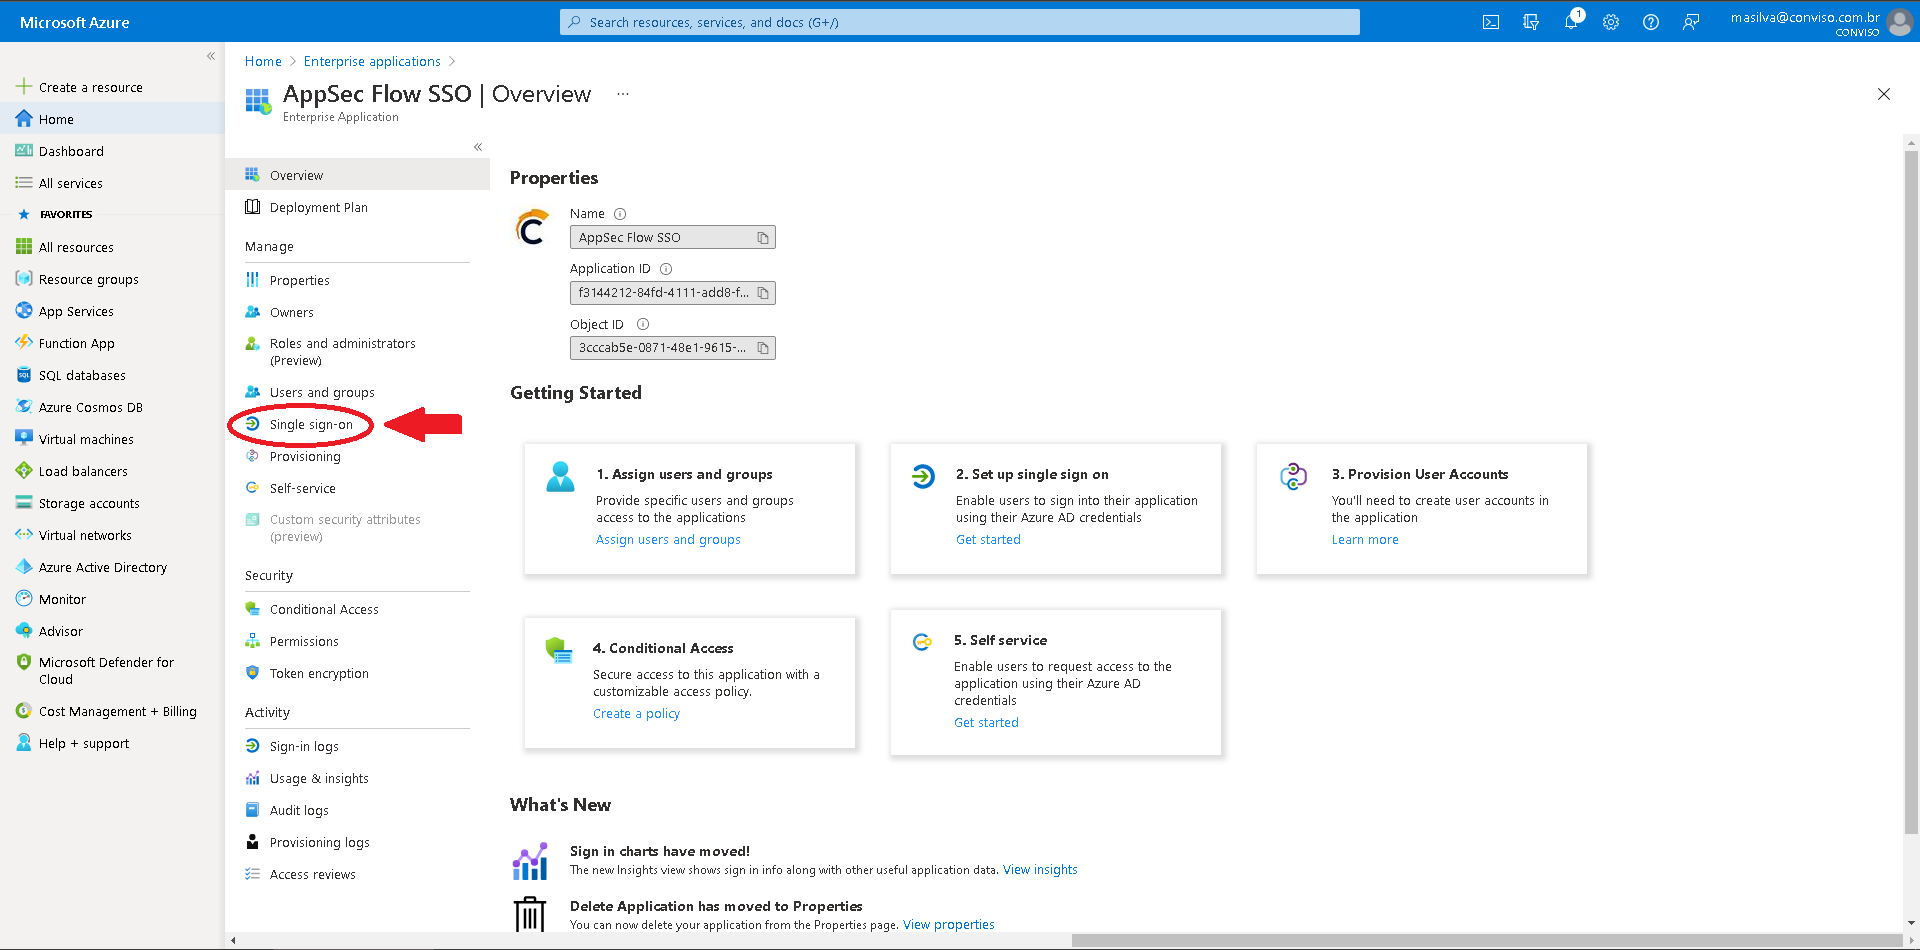 Microsoft Azure
Search resources, services, and docs (G+/)
1
masilva@conviso.com.br
CONVISO
«
Create a resource
Home
Dashboard
All services
FAVORITES
All resources
Resource groups
App Services
Function App
SQL databases
Azure Cosmos DB
Virtual machines
Load balancers
Storage accounts
Virtual networks
Azure Active Directory
Monitor
Advisor
Microsoft Defender for
Cloud
Cost Management + Billing
Help + support
Home > Enterprise applications >
AppSec Flow SSO | Overview ...
Enterprise Application
«
Overview
Deployment Plan
Manage
Properties
Owners
Roles and administrators
(Preview)
Users and groups
Single sign-on
Provisioning
Self-service
Custom security attributes
(preview)
Security
Conditional Access
Permissions
Token encryption
Activity
Sign-in logs
Usage & insights
Audit logs
Provisioning logs
Access reviews
Properties
Name
AppSec Flow SSO
Application ID
f3144212-84fd-4111-add8-f...
Object ID
3cccab5e-0871-48e1-9615-...
Getting Started
1. Assign users and groups
Provide specific users and groups
access to the applications
Assign users and groups
2. Set up single sign on
Enable users to sign into their application
using their Azure AD credentials
Get started
3. Provision User Accounts
You'll need to create user accounts in
the application
Learn more
4. Conditional Access
Secure access to this application with a
customizable access policy.
Create a policy
5. Self service
Enable users to request access to the
application using their Azure AD
credentials
Get started
What's New
Sign in charts have moved!
The new Insights view shows sign in info along with other useful application data. View insights
Delete Application has moved to Properties
You can now delete your application from the Properties page. View properties